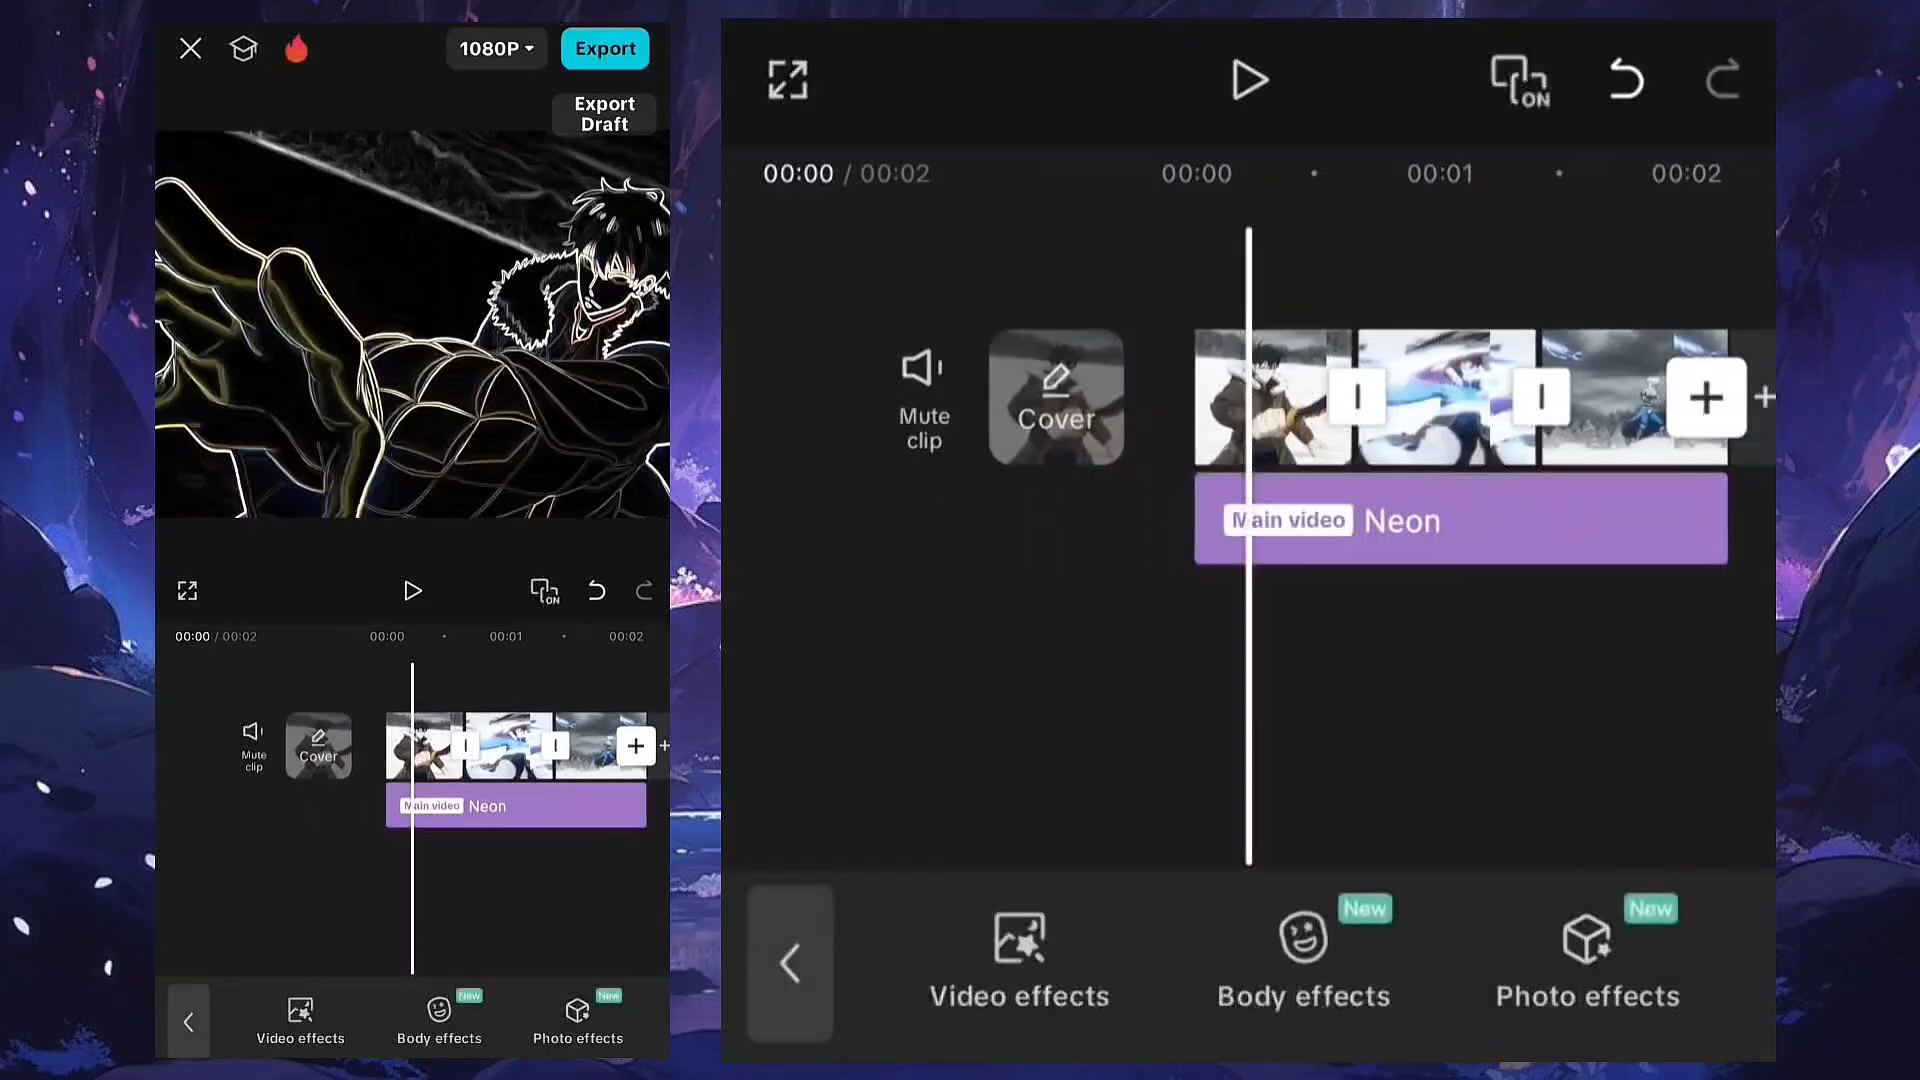 1080P
Export
Export
Draft
ON
00:00 / 00:02
00:00
00:01
00:02
Mute
clip
Cover
Main video
Neon
Video effects
Body effects
New
Photo effects
New
ON
00:00 / 00:02
00:00
00:01
00:02
Mute
clip
Cover
Main video
Neon
Video effects
Body effects
New
Photo effects
New